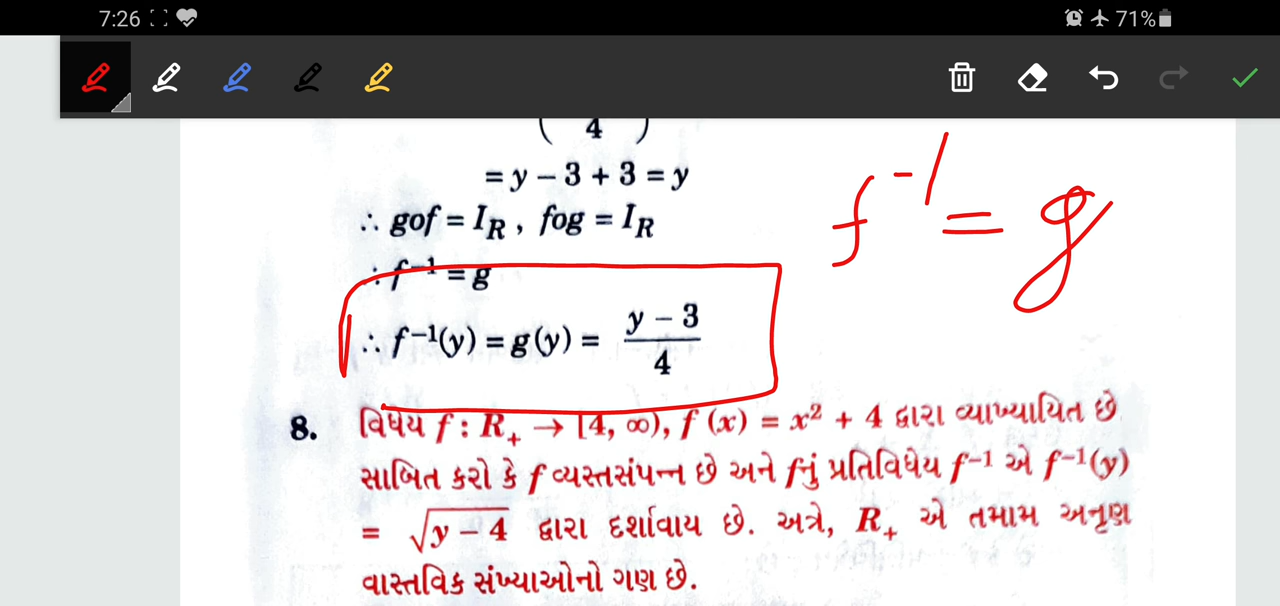 7:26 71%
( 4 )
= y – 3 + 3 = y
∴ gof = I_R , fog = I_R
∴ f⁻¹ = g
∴ f⁻¹(y) = g(y) = (y – 3)/4
f⁻¹ = g
8. વિધેય f : R₊ → [4, ∞), f (x) = x² + 4 દ્વારા વ્યાખ્યાયિત છે
સાબિત કરો કે f વ્યસ્તસંપન્ન છે અને fનું પ્રતિવિધેય f⁻¹ એ f⁻¹(y)
= √(y – 4) દ્વારા દર્શાવાય છે. અત્રે, R₊ એ તમામ અનૃણ
વાસ્તવિક સંખ્યાઓનો ગણ છે.